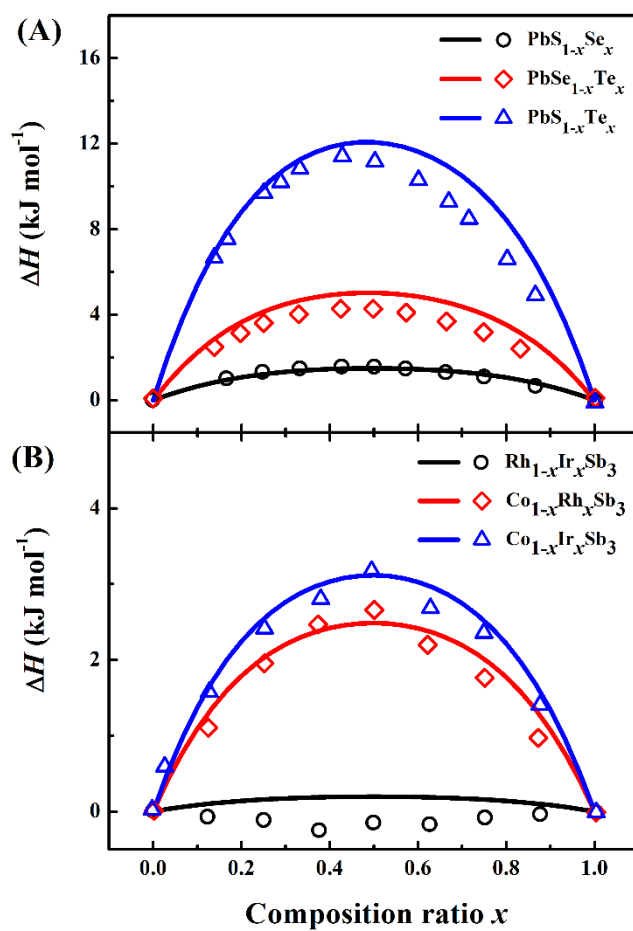 (A)
PbS₁₋ₓSeₓ
PbSe₁₋ₓTeₓ
PbS₁₋ₓTeₓ
16
12
8
4
0
ΔH (kJ mol⁻¹)
(B)
Rh₁₋ₓIrₓSb₃
Co₁₋ₓRhₓSb₃
Co₁₋ₓIrₓSb₃
4
2
0
ΔH (kJ mol⁻¹)
0.0 0.2 0.4 0.6 0.8 1.0
Composition ratio x